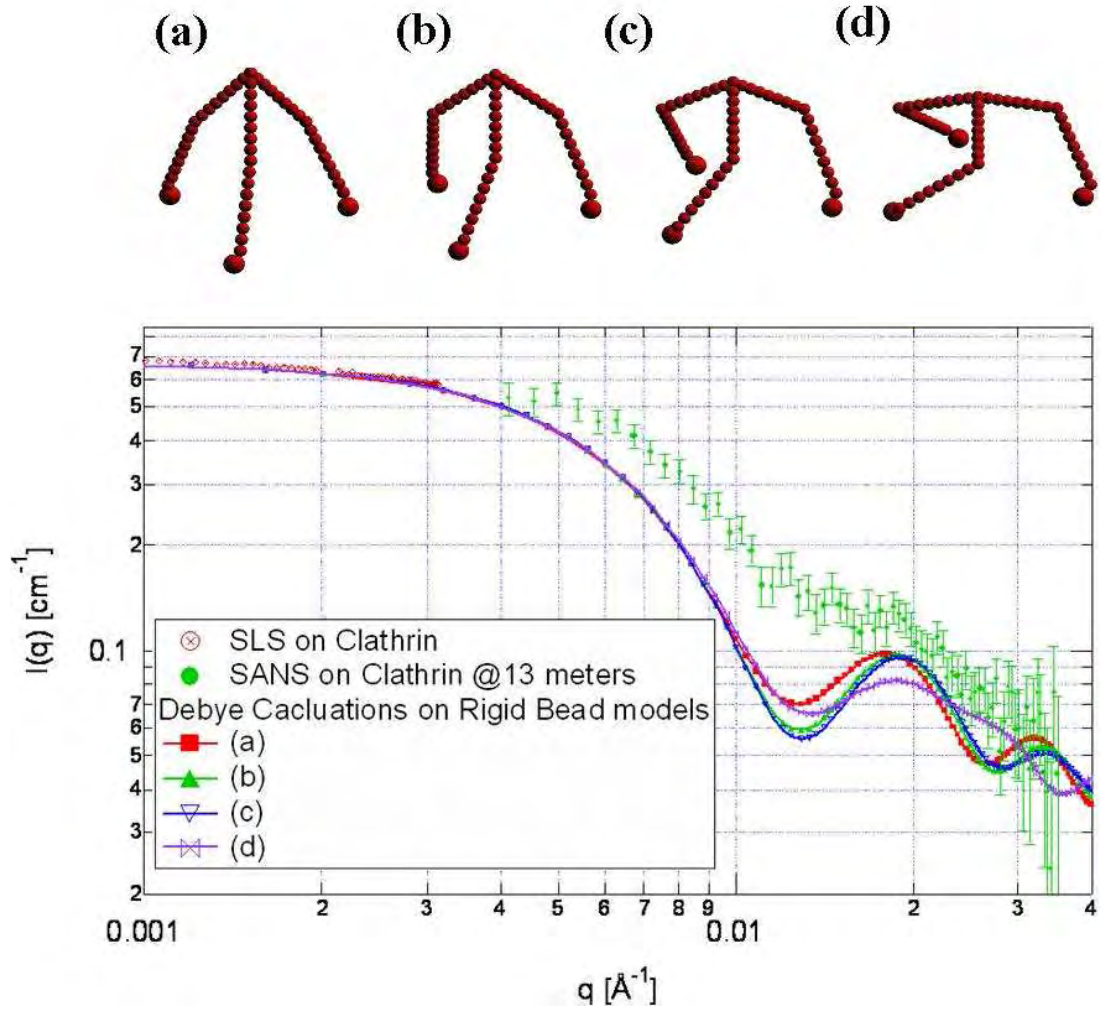 (a) (b) (c) (d)
7
6
5
4
3
2
0.1
7
6
5
4
3
2
I(q) [cm-1]
SLS on Clathrin
SANS on Clathrin @13 meters
Debye Cacluations on Rigid Bead models
(a)
(b)
(c)
(d)
2 3 4 5 6 7 8 9 2 3 4
0.001 0.01
q [Å-1]